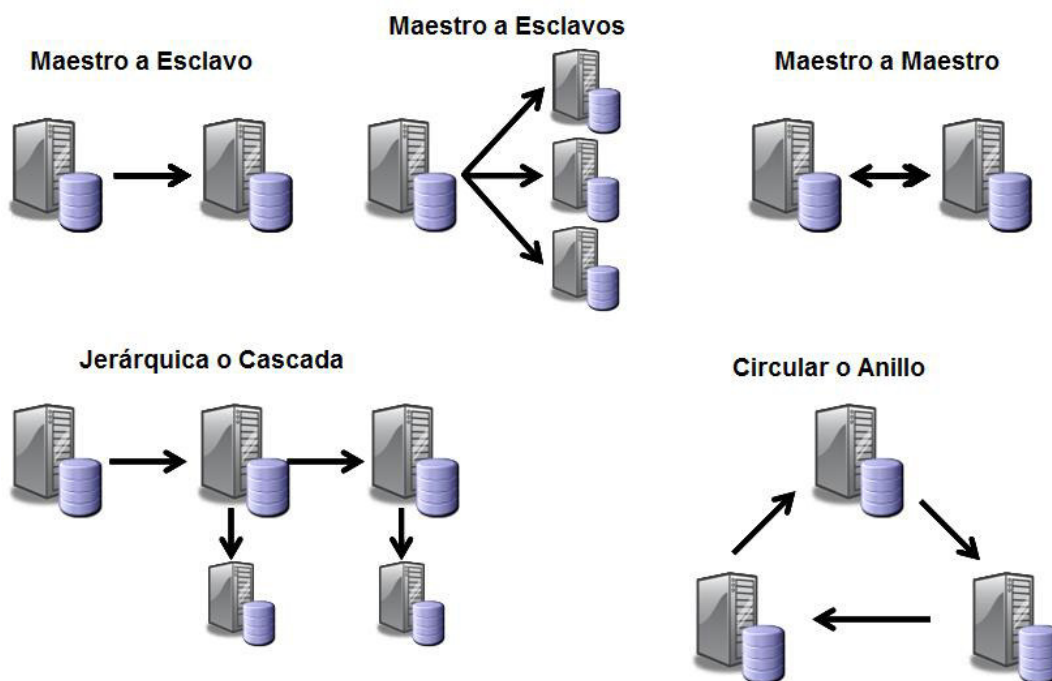 Maestro a Esclavo
Maestro a Esclavos
Maestro a Maestro
Jerárquica o Cascada
Circular o Anillo